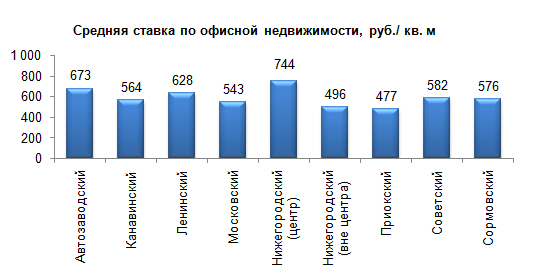 Средняя ставка по офисной недвижимости, руб./ кв. м
1 000
800
600
400
200
0
673
564
628
543
744
496
477
582
576
Автозаводский
Канавинский
Ленинский
Московский
Нижегородский
(центр)
Нижегородский
(вне центра)
Приокский
Советский
Сормовский